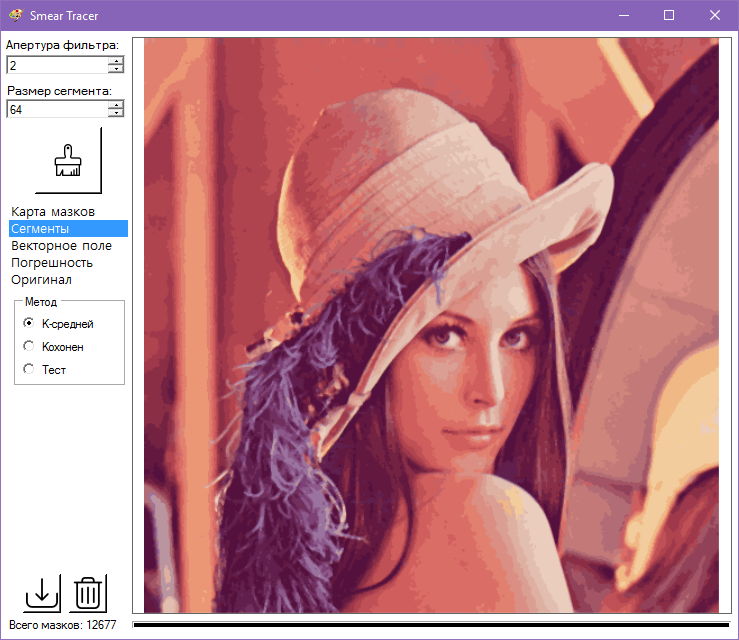 Smear Tracer
Апертура фильтра:
2
Размер сегмента:
64
Карта мазков
Сегменты
Векторное поле
Погрешность
Оригинал
Метод
К-средней
Кохонен
Тест
Всего мазков: 12677